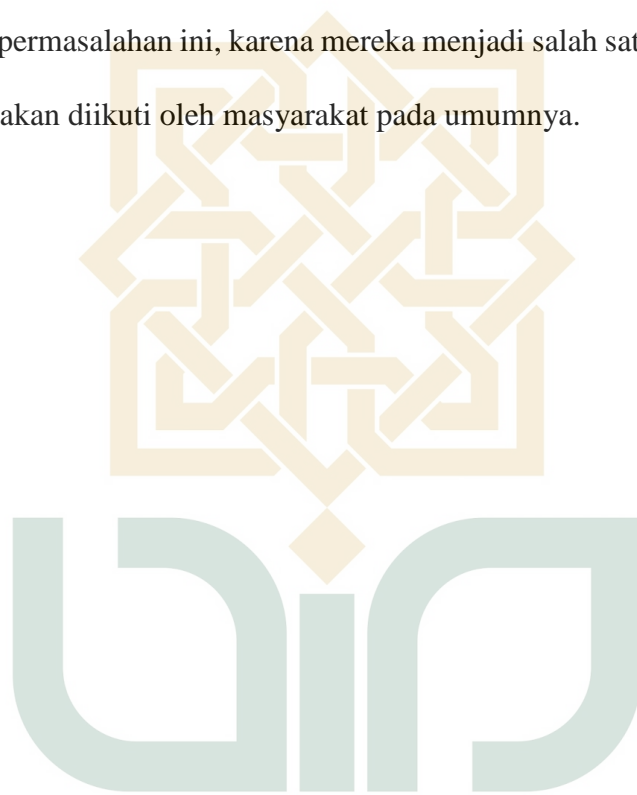 permasalahan ini, karena mereka menjadi salah sat
akan diikuti oleh masyarakat pada umumnya.